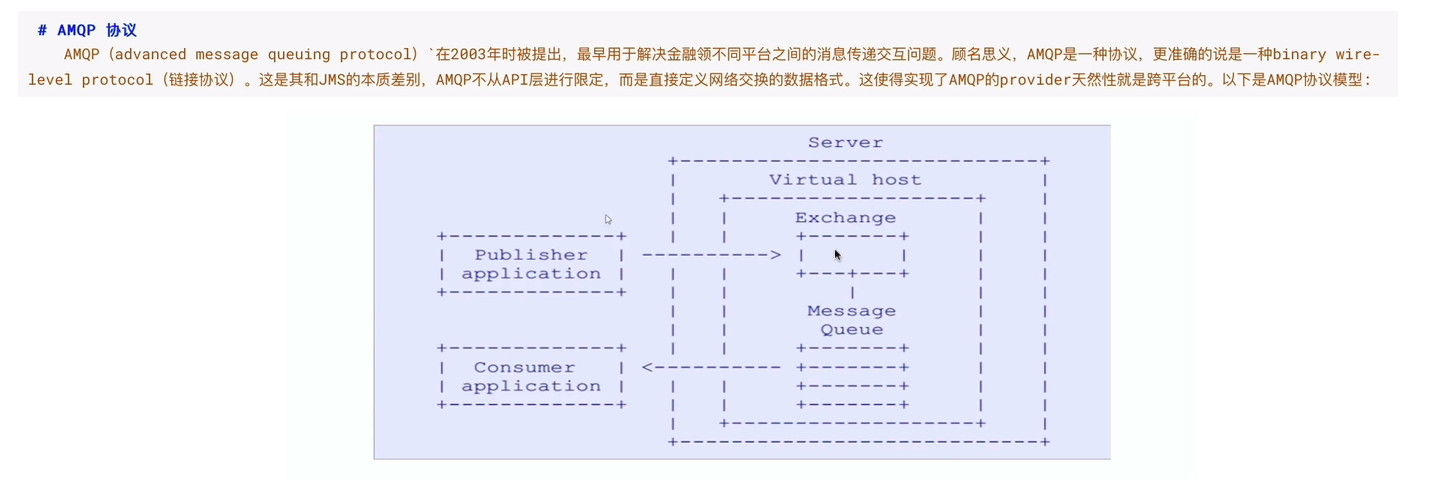 # AMQP 协议
AMQP（advanced message queuing protocol）`在2003年时被提出，最早用于解决金融领不同平台之间的消息传递交互问题。顾名思义，AMQP是一种协议，更准确的说是一种binary wire-
level protocol（链接协议）。这是其和JMS的本质差别，AMQP不从API层进行限定，而是直接定义网络交换的数据格式。这使得实现了AMQP的provider天然性就是跨平台的。以下是AMQP协议模型：
Server
Virtual host
Exchange
Publisher
application
Message
Queue
Consumer
application